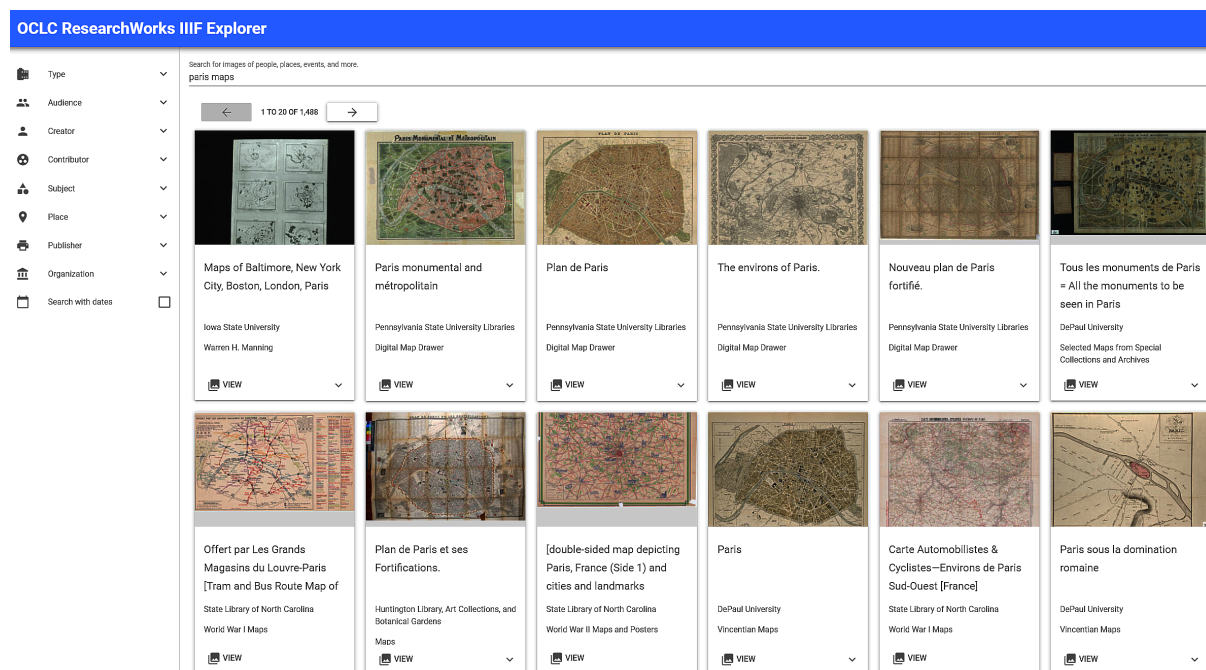 OCLC ResearchWorks IIIF Explorer
Type
Audience
Creator
Contributor
Subject
Place
Publisher
Organization
Search with dates
Search for images of people, places, events, and more.
paris maps
1 TO 20 OF 1,488
PARIS MONUMENTAL ET MÉTROPOLITAIN
PLAN DE PARIS
Maps of Baltimore, New York
City, Boston, London, Paris
Iowa State University
Warren H. Manning
VIEW
Paris monumental and
métropolitain
Pennsylvania State University Libraries
Digital Map Drawer
VIEW
Plan de Paris
Pennsylvania State University Libraries
Digital Map Drawer
VIEW
The environs of Paris.
Pennsylvania State University Libraries
Digital Map Drawer
VIEW
Nouveau plan de Paris
fortifié.
Pennsylvania State University Libraries
Digital Map Drawer
VIEW
Tous les monuments de Paris
= All the monuments to be
seen in Paris
DePaul University
Selected Maps from Special
Collections and Archives
VIEW
Offert par Les Grands
Magasins du Louvre-Paris
[Tram and Bus Route Map of
State Library of North Carolina
World War I Maps
VIEW
Plan de Paris et ses
Fortifications.
Huntington Library, Art Collections, and
Botanical Gardens
Maps
VIEW
[double-sided map depicting
Paris, France (Side 1) and
cities and landmarks
State Library of North Carolina
World War II Maps and Posters
VIEW
Paris
DePaul University
Vincentian Maps
VIEW
Carte Automobilistes &
Cyclistes—Environs de Paris
Sud-Ouest [France]
State Library of North Carolina
World War I Maps
VIEW
Paris sous la domination
romaine
DePaul University
Vincentian Maps
VIEW